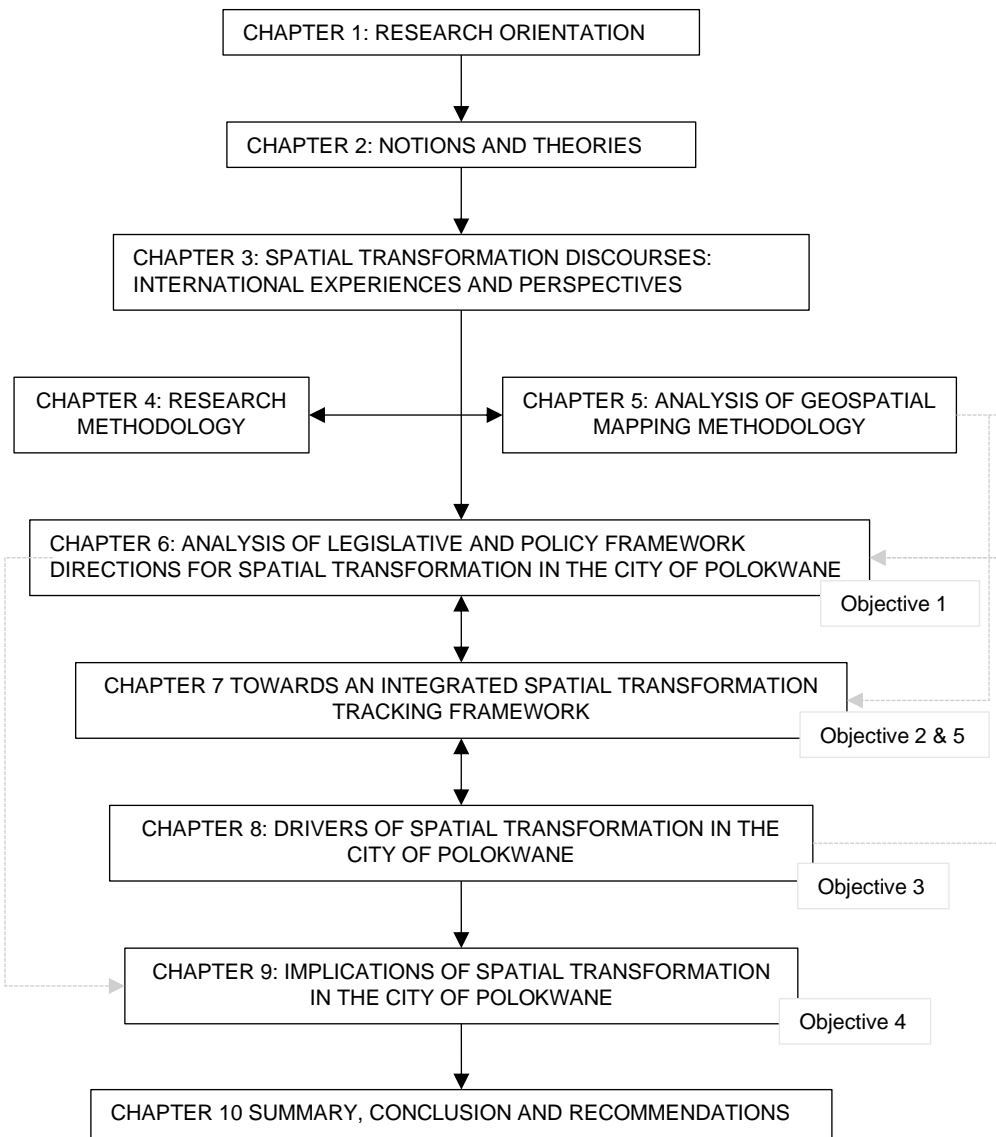 CHAPTER 1: RESEARCH ORIENTATION
CHAPTER 2: NOTIONS AND THEORIES
CHAPTER 3: SPATIAL TRANSFORMATION DISCOURSES:
INTERNATIONAL EXPERIENCES AND PERSPECTIVES
CHAPTER 4: RESEARCH
METHODOLOGY
CHAPTER 5: ANALYSIS OF GEOSPATIAL
MAPPING METHODOLOGY
CHAPTER 6: ANALYSIS OF LEGISLATIVE AND POLICY FRAMEWORK
DIRECTIONS FOR SPATIAL TRANSFORMATION IN THE CITY OF POLOKWANE
Objective 1
CHAPTER 7 TOWARDS AN INTEGRATED SPATIAL TRANSFORMATION
TRACKING FRAMEWORK
Objective 2 & 5
CHAPTER 8: DRIVERS OF SPATIAL TRANSFORMATION IN THE
CITY OF POLOKWANE
Objective 3
CHAPTER 9: IMPLICATIONS OF SPATIAL TRANSFORMATION
IN THE CITY OF POLOKWANE
Objective 4
CHAPTER 10 SUMMARY, CONCLUSION AND RECOMMENDATIONS